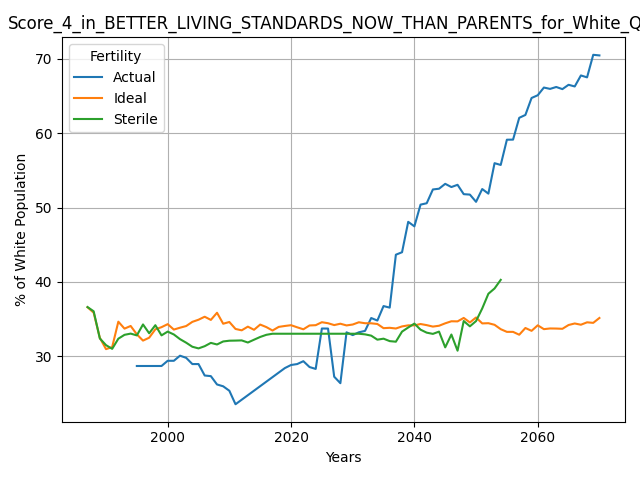 Score_4_in_BETTER_LIVING_STANDARDS_NOW_THAN_PARENTS_for_White_Q
Fertility
Actual
Ideal
Sterile
% of White Population
70
60
50
40
30
2000
2020
2040
2060
Years